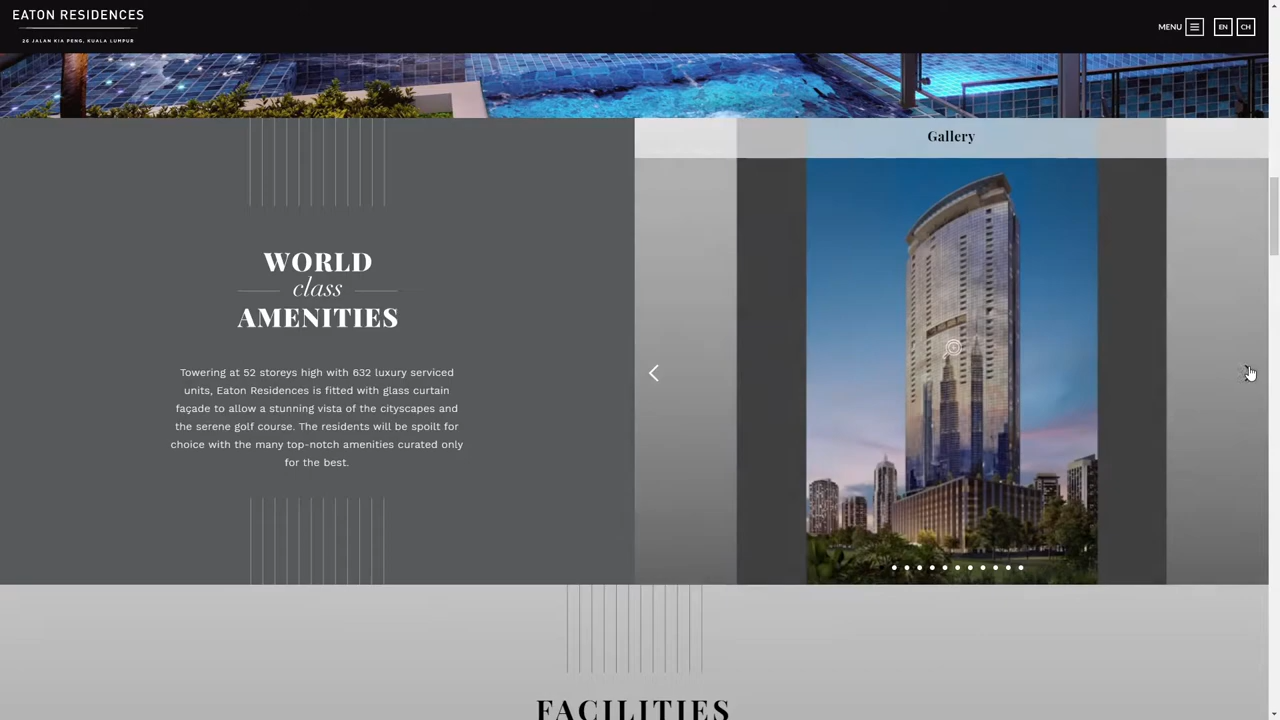 EATON RESIDENCES
26 JALAN KIA PENG, KUALA LUMPUR
MENU
EN
CH
Gallery
WORLD
class
AMENITIES
Towering at 52 storeys high with 632 luxury serviced
units, Eaton Residences is fitted with glass curtain
façade to allow a stunning vista of the cityscapes and
the serene golf course. The residents will be spoilt for
choice with the many top-notch amenities curated only
for the best.
FACILITIES